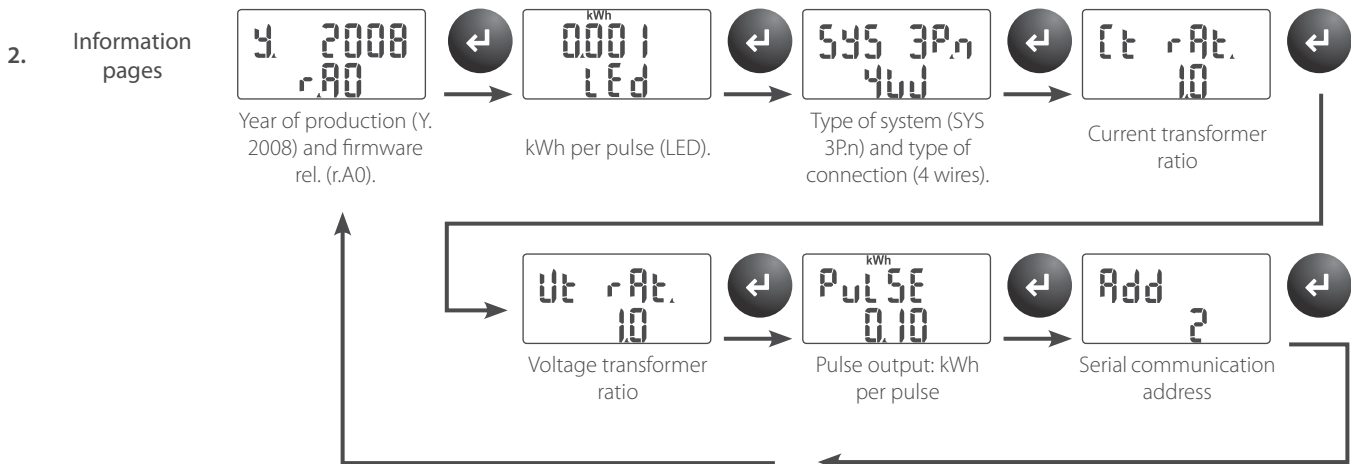 2.
Information
pages
Y. 2008
r.A0
Year of production (Y.
2008) and firmware
rel. (r.A0).
kWh
0.001
LEd
kWh per pulse (LED).
SYS 3P.n
4wd
Type of system (SYS
3P.n) and type of
connection (4 wires).
Ct rAt.
1.0
Current transformer
ratio
Ut rAt.
1.0
Voltage transformer
ratio
kWh
PuLSE
0.10
Pulse output: kWh
per pulse
Add
2
Serial communication
address